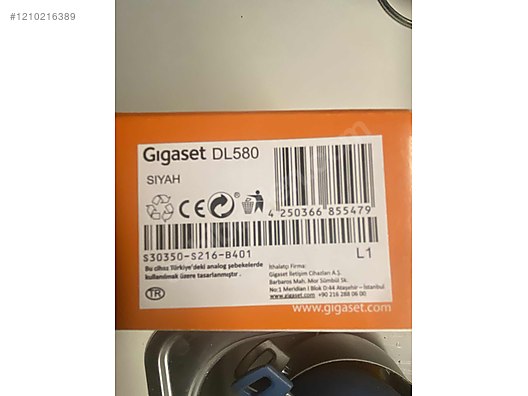 #1210216389
Gigaset DL580
SIYAH
4 250366 855479
S30350-S216-B401
L1
Bu cihaz Türkiye'deki analog şebekelerde
kullanılmak üzere tasarlanmıştır.
TR
İthalatçı Firma:
Gigaset İletişim Cihazları A.Ş.
Barbaros Mah. Mor Sümbül Sk.
No:1 Meridian I Blok D:44 Ataşehir – İstanbul
www.gigaset.com +90 216 288 06 00
www.gigaset.com